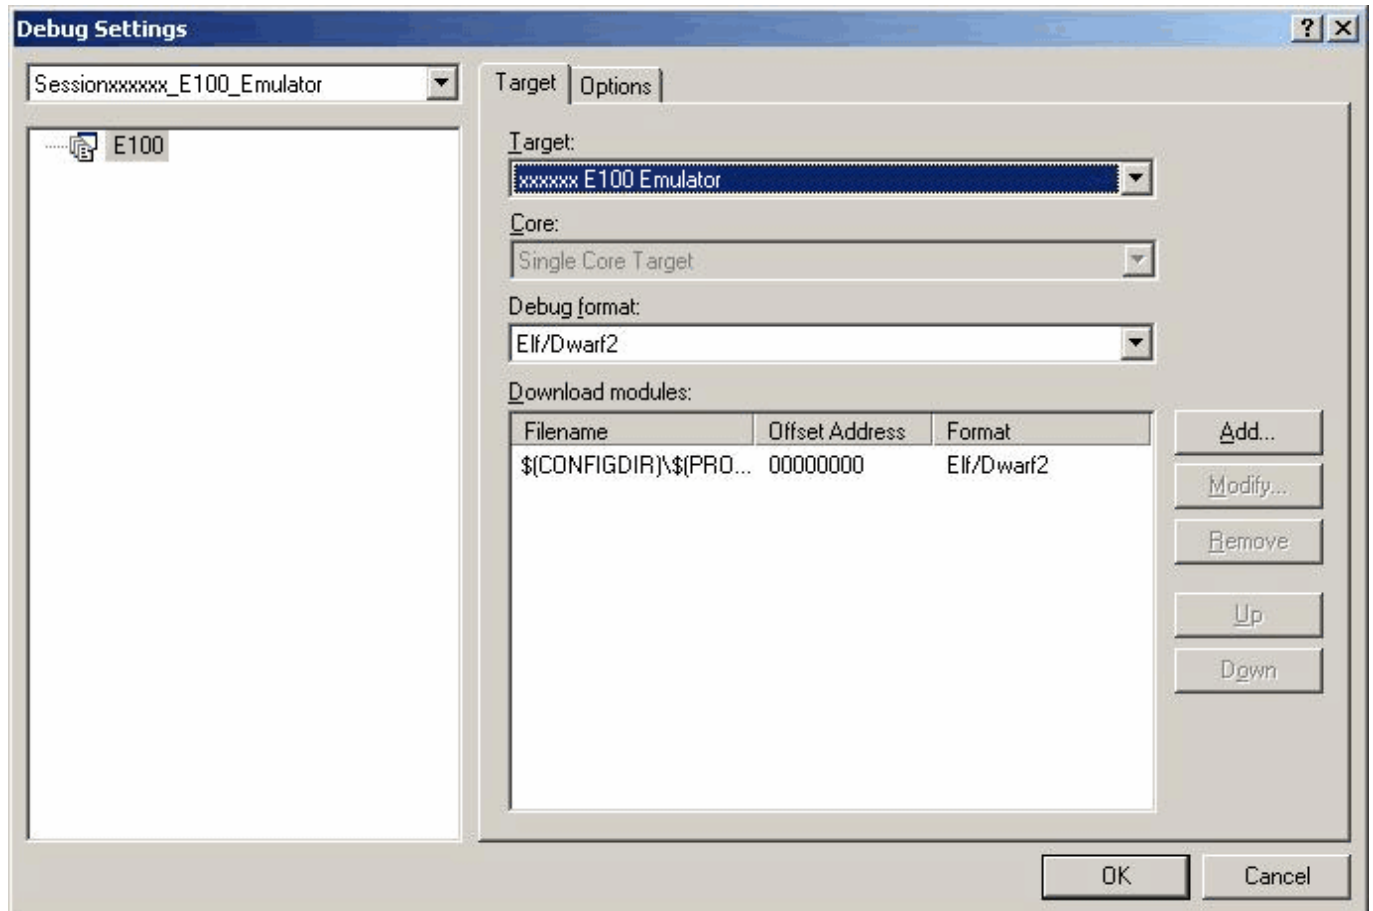 Debug Settings
Sessionxxxxxx_E100_Emulator
E100
Target Options
Target:
xxxxxx E100 Emulator
Core:
Single Core Target
Debug format:
Elf/Dwarf2
Download modules:
Filename Offset Address Format
$(CONFIGDIR)\$(PRO... 00000000 Elf/Dwarf2
Add...
Modify...
Remove
Up
Down
OK Cancel